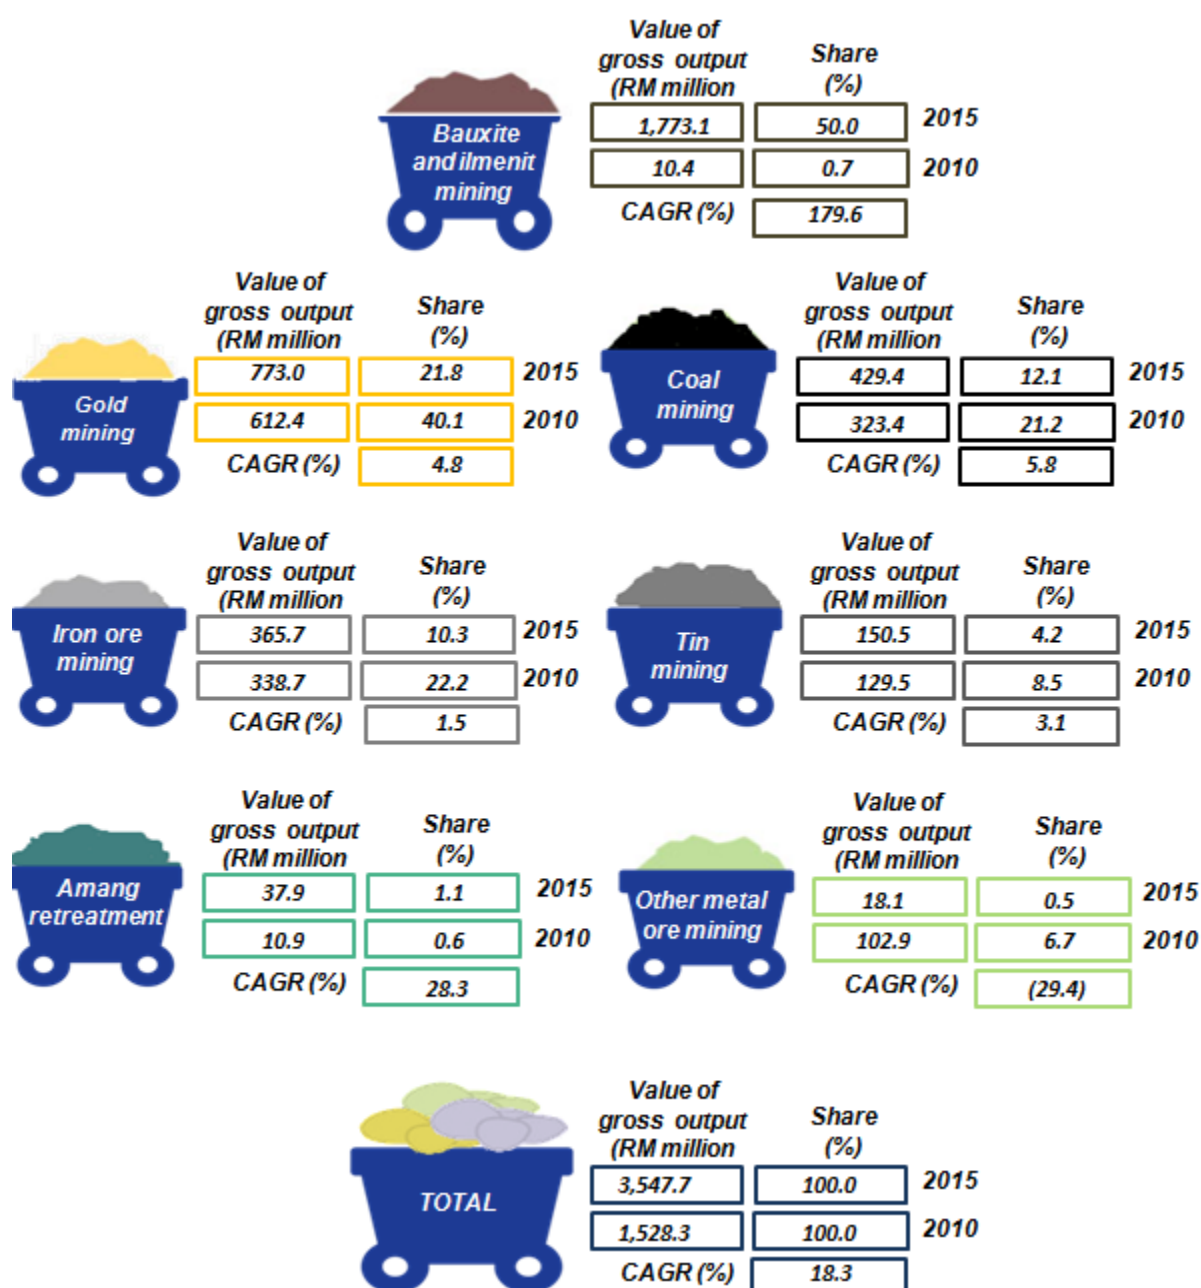 Value of
gross output
(RM million
Share
(%)
Bauxite
and ilmenit
mining
1,773.1 50.0 2015
10.4 0.7 2010
CAGR (%) 179.6
Value of
gross output
(RM million
Share
(%)
Gold
mining
773.0 21.8 2015
612.4 40.1 2010
CAGR (%) 4.8
Value of
gross output
(RM million
Share
(%)
Coal
mining
429.4 12.1 2015
323.4 21.2 2010
CAGR (%) 5.8
Value of
gross output
(RM million
Share
(%)
Iron ore
mining
365.7 10.3 2015
338.7 22.2 2010
CAGR (%) 1.5
Value of
gross output
(RM million
Share
(%)
Tin
mining
150.5 4.2 2015
129.5 8.5 2010
CAGR (%) 3.1
Value of
gross output
(RM million
Share
(%)
Amang
retreatment
37.9 1.1 2015
10.9 0.6 2010
CAGR (%) 28.3
Value of
gross output
(RM million
Share
(%)
Other metal
ore mining
18.1 0.5 2015
102.9 6.7 2010
CAGR (%) (29.4)
Value of
gross output
(RM million
Share
(%)
TOTAL
3,547.7 100.0 2015
1,528.3 100.0 2010
CAGR (%) 18.3